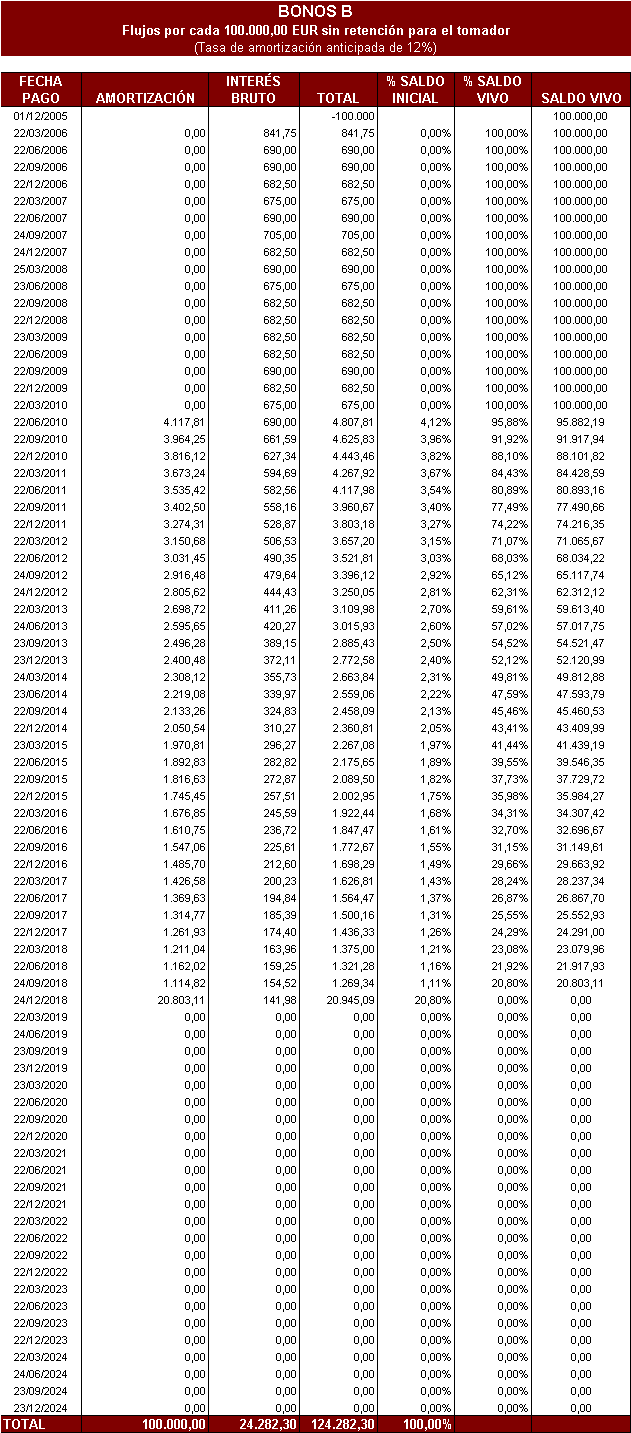 BONOS B
Flujos por cada 100.000,00 EUR sin retención para el tomador
(Tasa de amortización anticipada de 12%)
FECHA PAGO AMORTIZACIÓN INTERÉS BRUTO TOTAL % SALDO INICIAL % SALDO VIVO SALDO VIVO
01/12/2005 -100.000 100.000,00
22/03/2006 0,00 841,75 841,75 0,00% 100,00% 100.000,00
22/06/2006 0,00 690,00 690,00 0,00% 100,00% 100.000,00
22/09/2006 0,00 690,00 690,00 0,00% 100,00% 100.000,00
22/12/2006 0,00 682,50 682,50 0,00% 100,00% 100.000,00
22/03/2007 0,00 675,00 675,00 0,00% 100,00% 100.000,00
22/06/2007 0,00 690,00 690,00 0,00% 100,00% 100.000,00
24/09/2007 0,00 705,00 705,00 0,00% 100,00% 100.000,00
24/12/2007 0,00 682,50 682,50 0,00% 100,00% 100.000,00
25/03/2008 0,00 690,00 690,00 0,00% 100,00% 100.000,00
23/06/2008 0,00 675,00 675,00 0,00% 100,00% 100.000,00
22/09/2008 0,00 682,50 682,50 0,00% 100,00% 100.000,00
22/12/2008 0,00 682,50 682,50 0,00% 100,00% 100.000,00
23/03/2009 0,00 682,50 682,50 0,00% 100,00% 100.000,00
22/06/2009 0,00 682,50 682,50 0,00% 100,00% 100.000,00
22/09/2009 0,00 690,00 690,00 0,00% 100,00% 100.000,00
22/12/2009 0,00 682,50 682,50 0,00% 100,00% 100.000,00
22/03/2010 0,00 675,00 675,00 0,00% 100,00% 100.000,00
22/06/2010 4.117,81 690,00 4.807,81 4,12% 95,88% 95.882,19
22/09/2010 3.964,25 661,59 4.625,83 3,96% 91,92% 91.917,94
22/12/2010 3.816,12 627,34 4.443,46 3,82% 88,10% 88.101,82
22/03/2011 3.673,24 594,69 4.267,92 3,67% 84,43% 84.428,59
22/06/2011 3.535,42 582,56 4.117,98 3,54% 80,89% 80.893,16
22/09/2011 3.402,50 558,16 3.960,67 3,40% 77,49% 77.490,66
22/12/2011 3.274,31 528,87 3.803,18 3,27% 74,22% 74.216,35
22/03/2012 3.150,68 506,53 3.657,20 3,15% 71,07% 71.065,67
22/06/2012 3.031,45 490,35 3.521,81 3,03% 68,03% 68.034,22
24/09/2012 2.916,48 479,64 3.396,12 2,92% 65,12% 65.117,74
24/12/2012 2.805,62 444,43 3.250,05 2,81% 62,31% 62.312,12
22/03/2013 2.698,72 411,26 3.109,98 2,70% 59,61% 59.613,40
24/06/2013 2.595,65 420,27 3.015,93 2,60% 57,02% 57.017,75
23/09/2013 2.496,28 389,15 2.885,43 2,50% 54,52% 54.521,47
23/12/2013 2.400,48 372,11 2.772,58 2,40% 52,12% 52.120,99
24/03/2014 2.308,12 355,73 2.663,84 2,31% 49,81% 49.812,88
23/06/2014 2.219,08 339,97 2.559,06 2,22% 47,59% 47.593,79
22/09/2014 2.133,26 324,83 2.458,09 2,13% 45,46% 45.460,53
22/12/2014 2.050,54 310,27 2.360,81 2,05% 43,41% 43.409,99
23/03/2015 1.970,81 296,27 2.267,08 1,97% 41,44% 41.439,19
22/06/2015 1.892,83 282,82 2.175,65 1,89% 39,55% 39.546,35
22/09/2015 1.816,63 272,87 2.089,50 1,82% 37,73% 37.729,72
22/12/2015 1.745,45 257,51 2.002,95 1,75% 35,98% 35.984,27
22/03/2016 1.676,85 245,59 1.922,44 1,68% 34,31% 34.307,42
22/06/2016 1.610,75 236,72 1.847,47 1,61% 32,70% 32.696,67
22/09/2016 1.547,06 225,61 1.772,67 1,55% 31,15% 31.149,61
22/12/2016 1.485,70 212,60 1.698,29 1,49% 29,66% 29.663,92
22/03/2017 1.426,58 200,23 1.626,81 1,43% 28,24% 28.237,34
22/06/2017 1.369,63 194,84 1.564,47 1,37% 26,87% 26.867,70
22/09/2017 1.314,77 185,39 1.500,16 1,31% 25,55% 25.552,93
22/12/2017 1.261,93 174,40 1.436,33 1,26% 24,29% 24.291,00
22/03/2018 1.211,04 163,96 1.375,00 1,21% 23,08% 23.079,96
22/06/2018 1.162,02 159,25 1.321,28 1,16% 21,92% 21.917,93
24/09/2018 1.114,82 154,52 1.269,34 1,11% 20,80% 20.803,11
24/12/2018 20.803,11 141,98 20.945,09 20,80% 0,00% 0,00
22/03/2019 0,00 0,00 0,00 0,00% 0,00% 0,00
24/06/2019 0,00 0,00 0,00 0,00% 0,00% 0,00
23/09/2019 0,00 0,00 0,00 0,00% 0,00% 0,00
23/12/2019 0,00 0,00 0,00 0,00% 0,00% 0,00
23/03/2020 0,00 0,00 0,00 0,00% 0,00% 0,00
22/06/2020 0,00 0,00 0,00 0,00% 0,00% 0,00
22/09/2020 0,00 0,00 0,00 0,00% 0,00% 0,00
22/12/2020 0,00 0,00 0,00 0,00% 0,00% 0,00
22/03/2021 0,00 0,00 0,00 0,00% 0,00% 0,00
22/06/2021 0,00 0,00 0,00 0,00% 0,00% 0,00
22/09/2021 0,00 0,00 0,00 0,00% 0,00% 0,00
22/12/2021 0,00 0,00 0,00 0,00% 0,00% 0,00
22/03/2022 0,00 0,00 0,00 0,00% 0,00% 0,00
22/06/2022 0,00 0,00 0,00 0,00% 0,00% 0,00
22/09/2022 0,00 0,00 0,00 0,00% 0,00% 0,00
22/12/2022 0,00 0,00 0,00 0,00% 0,00% 0,00
22/03/2023 0,00 0,00 0,00 0,00% 0,00% 0,00
22/06/2023 0,00 0,00 0,00 0,00% 0,00% 0,00
22/09/2023 0,00 0,00 0,00 0,00% 0,00% 0,00
22/12/2023 0,00 0,00 0,00 0,00% 0,00% 0,00
22/03/2024 0,00 0,00 0,00 0,00% 0,00% 0,00
24/06/2024 0,00 0,00 0,00 0,00% 0,00% 0,00
23/09/2024 0,00 0,00 0,00 0,00% 0,00% 0,00
23/12/2024 0,00 0,00 0,00 0,00% 0,00% 0,00
TOTAL 100.000,00 24.282,30 124.282,30 100,00%